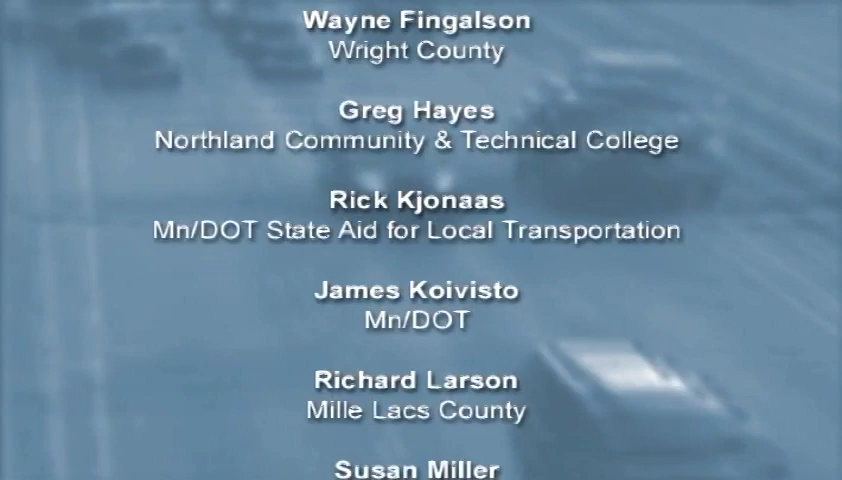 Wayne Fingalson
Wright County
Greg Hayes
Northland Community & Technical College
Rick Kjonaas
Mn/DOT State Aid for Local Transportation
James Koivisto
Mn/DOT
Richard Larson
Mille Lacs County
Susan Miller